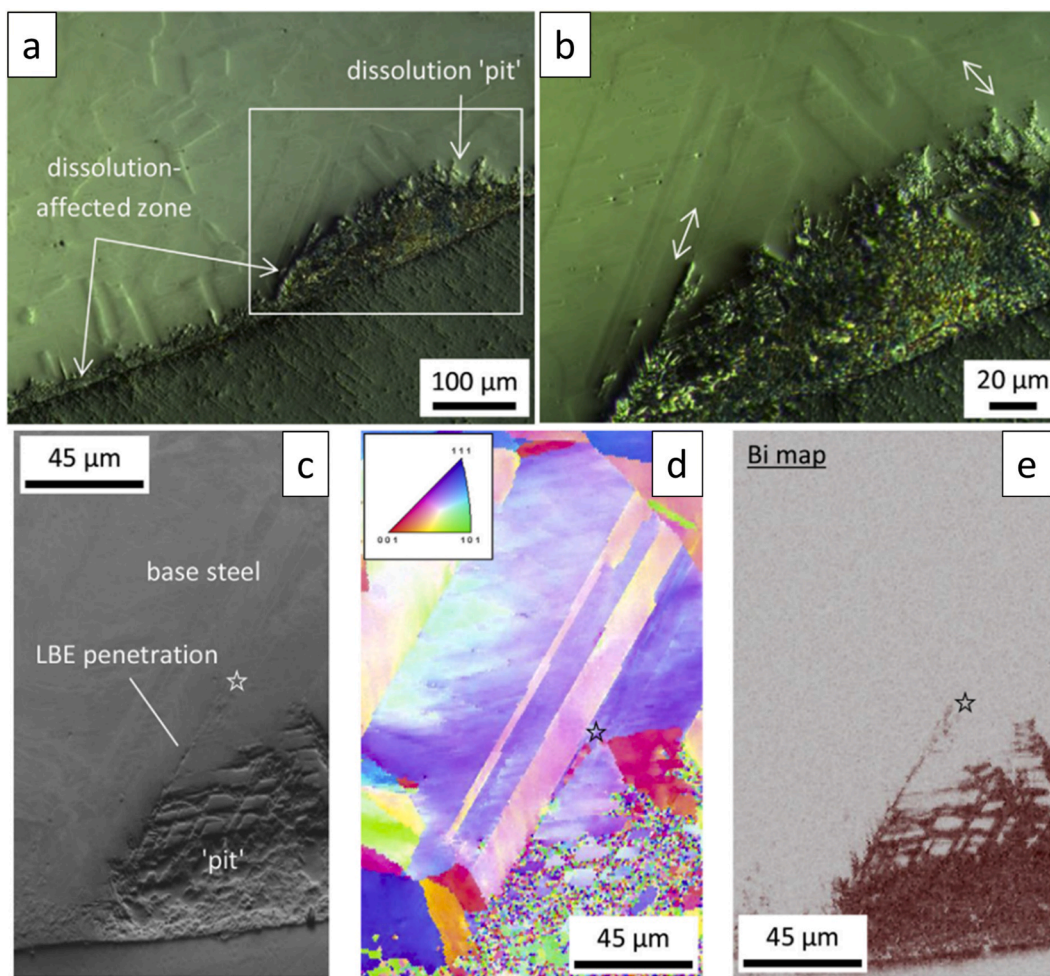 a
dissolution 'pit'
dissolution-
affected zone
100 µm
b
20 µm
45 µm
c
base steel
LBE penetration
'pit'
111
001
101
d
45 µm
Bi map
e
45 µm